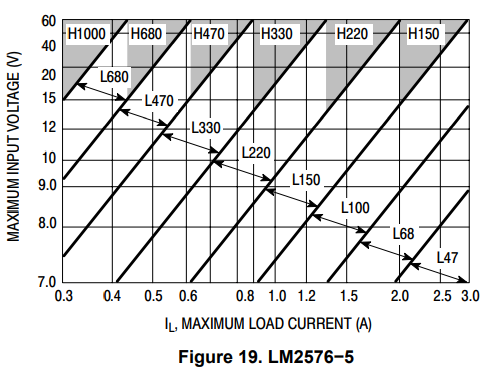 60
H1000 H680 H470 H330 H220 H150
40
20
L680
15
L470
12
L330
10
L220
9.0
L150
8.0
L100
L68
L47
7.0
0.3 0.4 0.5 0.6 0.8 1.0 1.2 1.5 2.0 2.5 3.0
MAXIMUM INPUT VOLTAGE (V)
IL, MAXIMUM LOAD CURRENT (A)
Figure 19. LM2576−5